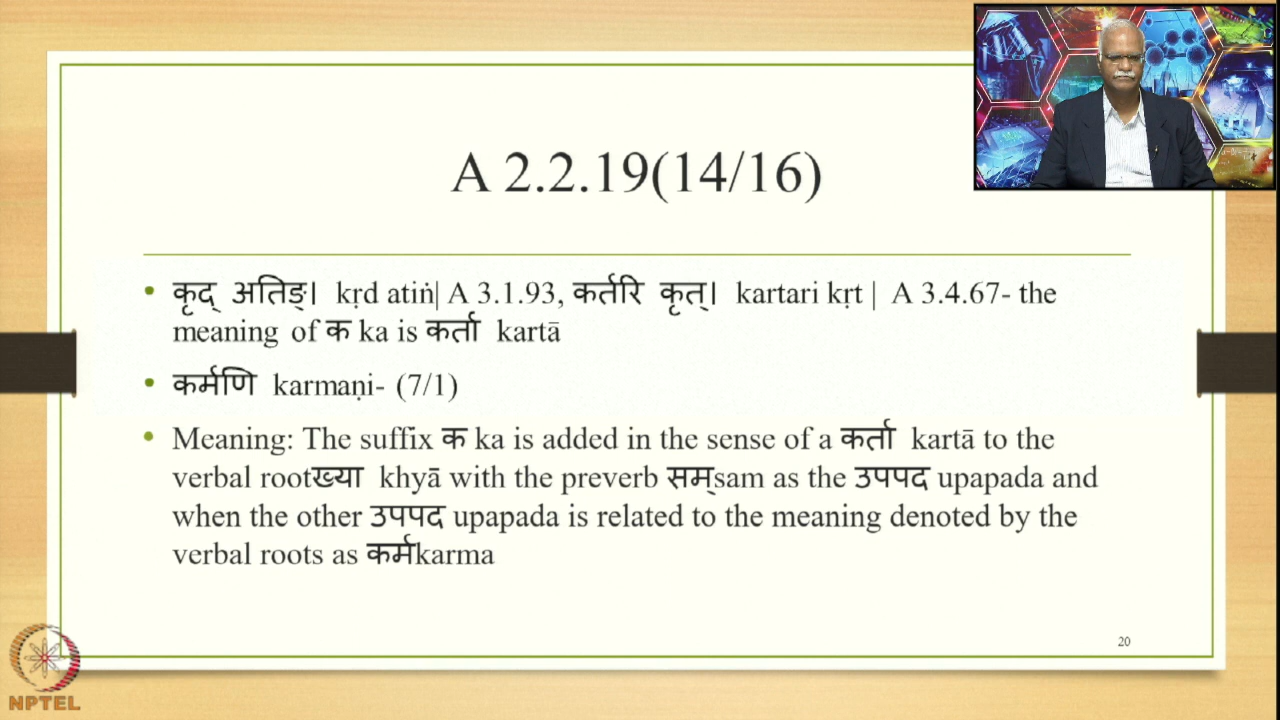 A 2.2.19(14/16)
• कृद् अतिङ्। kṛd atiṅ| A 3.1.93, कर्तरि कृत्। kartari kṛt | A 3.4.67- the
meaning of क ka is कर्ता kartā
• कर्मणि karmaṇi- (7/1)
• Meaning: The suffix क ka is added in the sense of a कर्ता kartā to the
verbal rootख्या khyā with the preverb सम्sam as the उपपद upapada and
when the other उपपद upapada is related to the meaning denoted by the
verbal roots as कर्मkarma
20
NPTEL